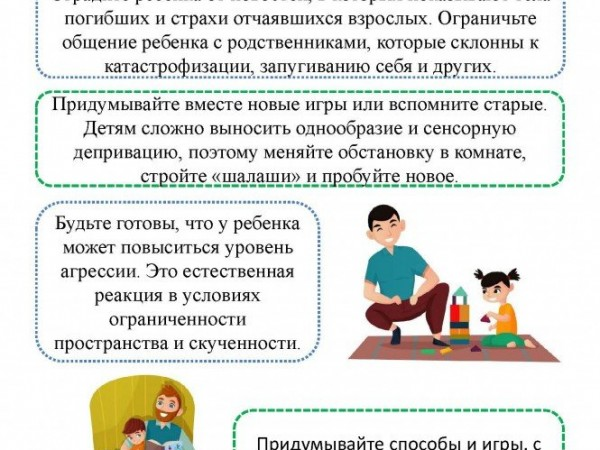 погибших и страхи отчаявшихся взрослых. Ограничьте
общение ребенка с родственниками, которые склонны к
катастрофизации, запугиванию себя и других.
Придумывайте вместе новые игры или вспомните старые.
Детям сложно выносить однообразие и сенсорную
депривацию, поэтому меняйте обстановку в комнате,
стройте «шалаши» и пробуйте новое.
Будьте готовы, что у ребенка
может повыситься уровень
агрессии. Это естественная
реакция в условиях
ограниченности
пространства и скученности.
Придумывайте способы и игры, с